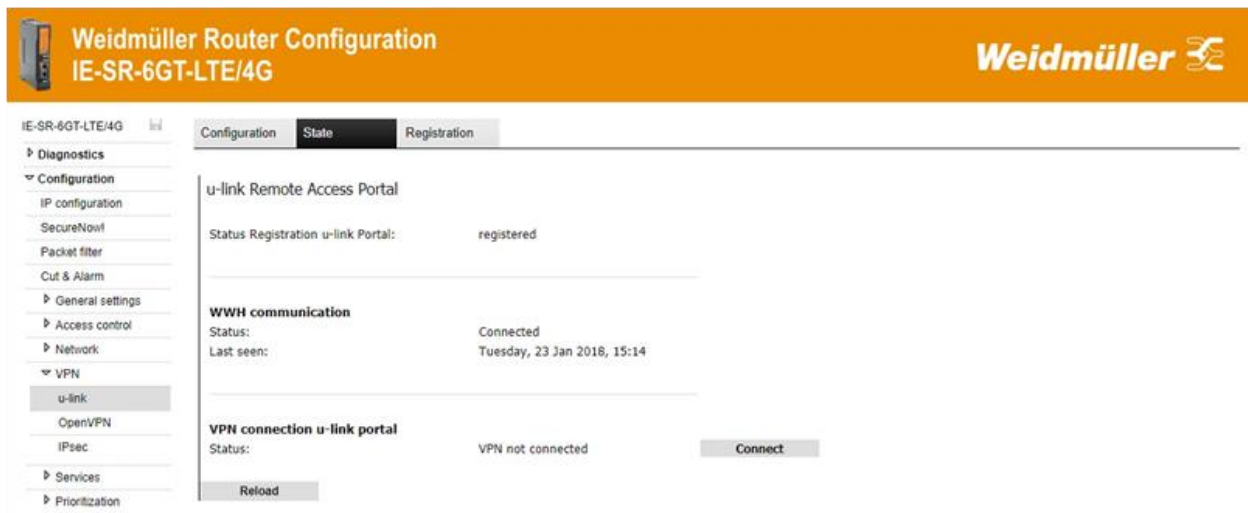 Weidmüller Router Configuration
IE-SR-6GT-LTE/4G
Weidmüller
IE-SR-6GT-LTE/4G
Diagnostics
Configuration
IP configuration
SecureNow!
Packet filter
Cut & Alarm
General settings
Access control
Network
VPN
u-link
OpenVPN
IPsec
Services
Prioritization
Configuration State Registration
u-link Remote Access Portal
Status Registration u-link Portal: registered
WWH communication
Status: Connected
Last seen: Tuesday, 23 Jan 2018, 15:14
VPN connection u-link portal
Status: VPN not connected Connect
Reload